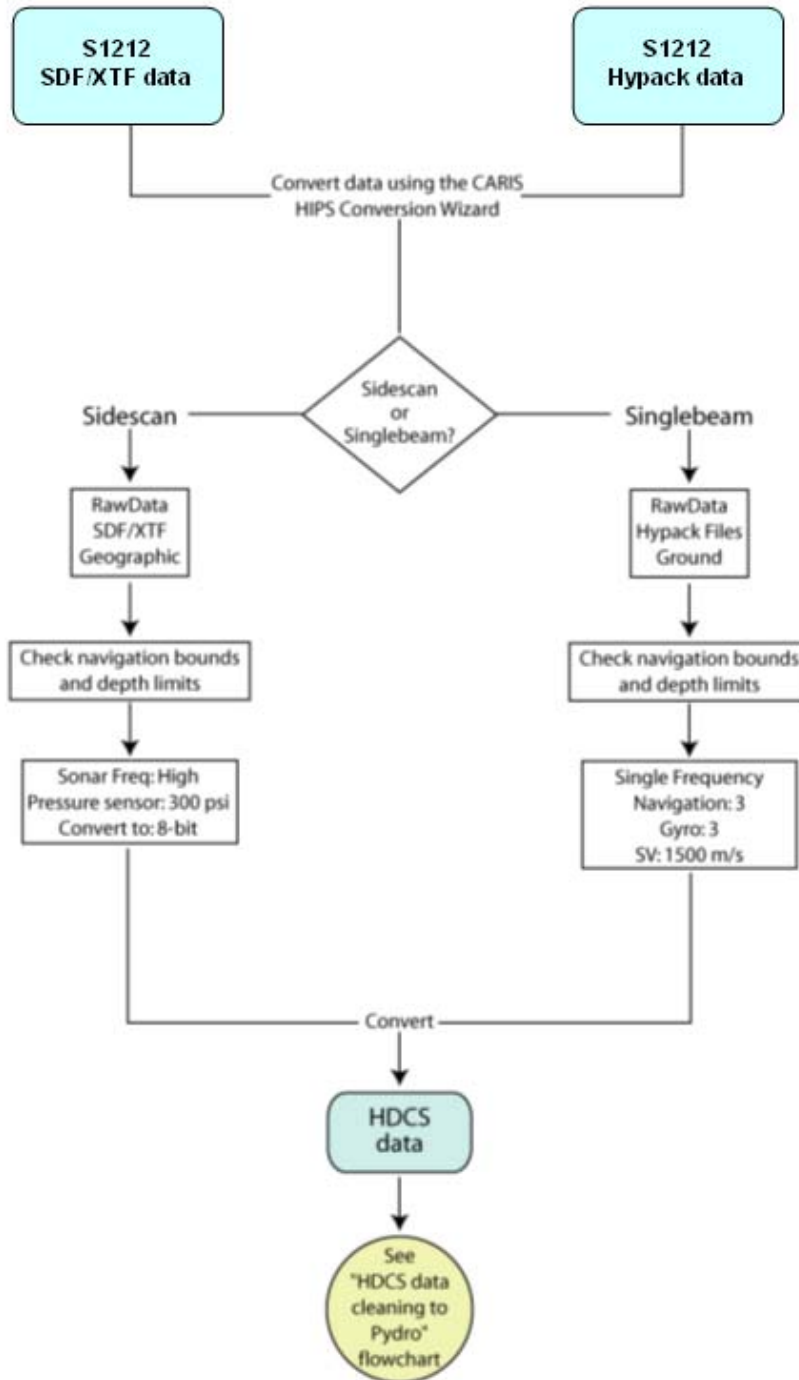 S1212
SDF/XTF data
S1212
Hypack data
Convert data using the CARIS
HIPS Conversion Wizard
Sidescan
or
Singlebeam?
Sidescan
Singlebeam
RawData
SDF/XTF
Geographic
RawData
Hypack Files
Ground
Check navigation bounds
and depth limits
Check navigation bounds
and depth limits
Sonar Freq: High
Pressure sensor: 300 psi
Convert to: 8-bit
Single Frequency
Navigation: 3
Gyro: 3
SV: 1500 m/s
Convert
HDCS
data
See
"HDCS data
cleaning to
Pydro"
flowchart